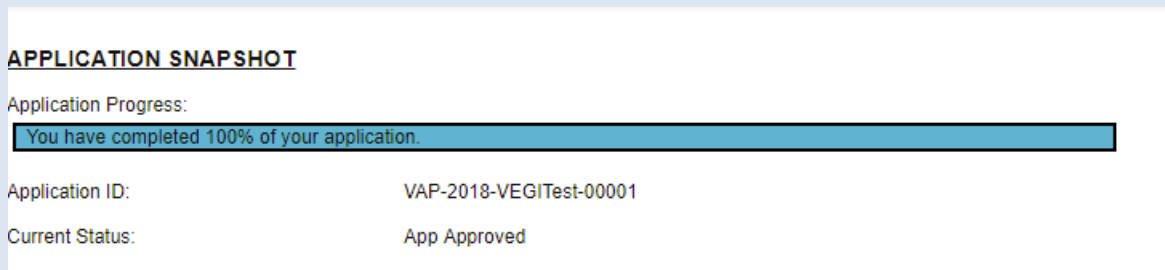 APPLICATION SNAPSHOT
Application Progress:
You have completed 100% of your application.
Application ID: VAP-2018-VEGITest-00001
Current Status: App Approved